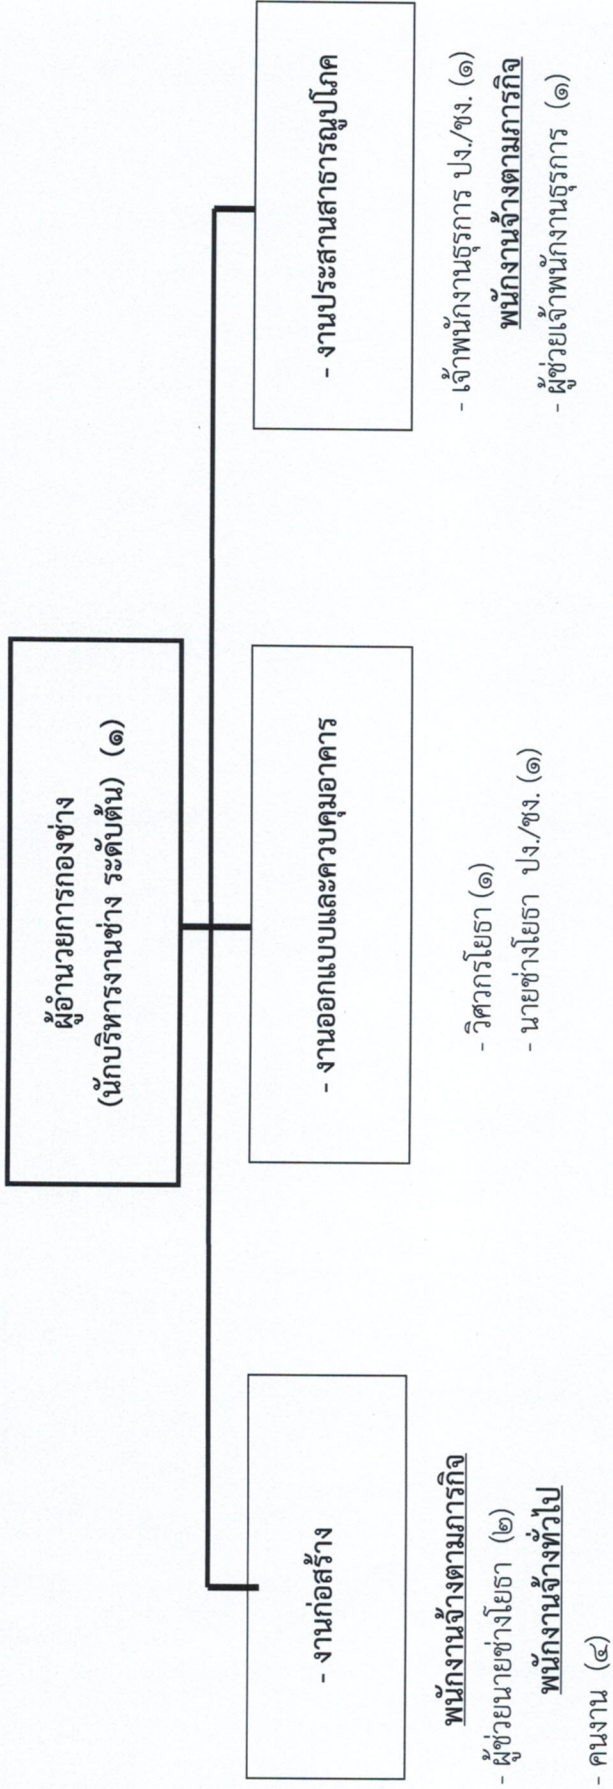 ผู้อำนวยการกองช่าง
(นักบริหารงานช่าง ระดับต้น) (๑)
- งานก่อสร้าง
พนักงานจ้างตามภารกิจ
- ผู้ช่วยนายช่างโยธา (๒)
พนักงานจ้างทั่วไป
- คนงาน (๔)
- งานออกแบบและควบคุมอาคาร
- วิศวกรโยธา (๑)
- นายช่างโยธา ปง./ชง. (๑)
- งานประสานสาธารณูปโภค
- เจ้าพนักงานธุรการ ปง./ชง. (๑)
พนักงานจ้างตามภารกิจ
- ผู้ช่วยเจ้าพนักงานธุรการ (๑)